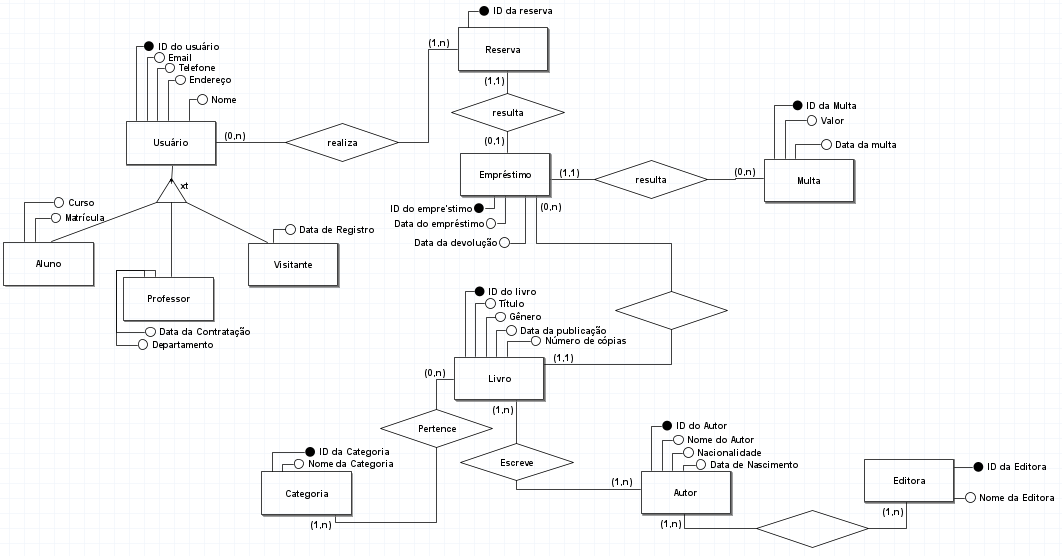 ID da reserva
Reserva
(1,n)
(1,1)
ID do usuário
Email
Telefone
Endereço
Nome
Usuário
(0,n)
realiza
resulta
(0,1)
Empréstimo
(1,1)
resulta
(0,n)
ID da Multa
Valor
Data da multa
Multa
ID do empre'stimo
Data do empréstimo
Data da devolução
(0,n)
xt
Curso
Matrícula
Aluno
Professor
Data da Contratação
Departamento
Data de Registro
Visitante
ID do livro
Título
Gênero
Data da publicação
Número de cópias
Livro
(1,1)
(0,n)
(1,n)
Pertence
Escreve
ID da Categoria
Nome da Categoria
Categoria
(1,n)
(1,n)
ID do Autor
Nome do Autor
Nacionalidade
Data de Nascimento
Autor
(1,n)
Editora
ID da Editora
Nome da Editora
(1,n)